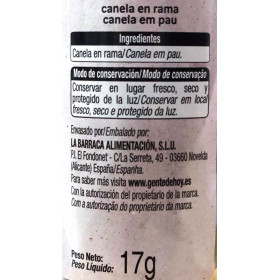 canela en rama
canela em pau
Ingredientes
Canela en rama/Canela em pau.
Modo de conservación/Modo de conservação
Conservar en lugar fresco, seco y
protegido de la luz/Conservar em local
fresco, seco e protegido da luz.
Envasado por/Embalado por:
LA BARRACA ALIMENTACIÓN, S.L.U.
P.I. El Fondonet - C/La Serreta, 49 - 03660 Novelda
(Alicante) España/Espanha.
Para saber más visita www.gentedehoy.es
Con la autorización del propietario de la marca.
Com a autorização do proprietário da marca.
Peso Neto:
Peso Líquido: 17g